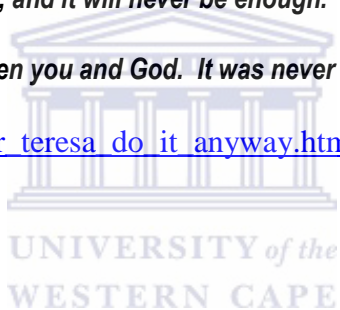 , and it will never be enough.
en you and God.  It was never
r_teresa_do_it_anyway.htm
UNIVERSITY of the
WESTERN CAPE